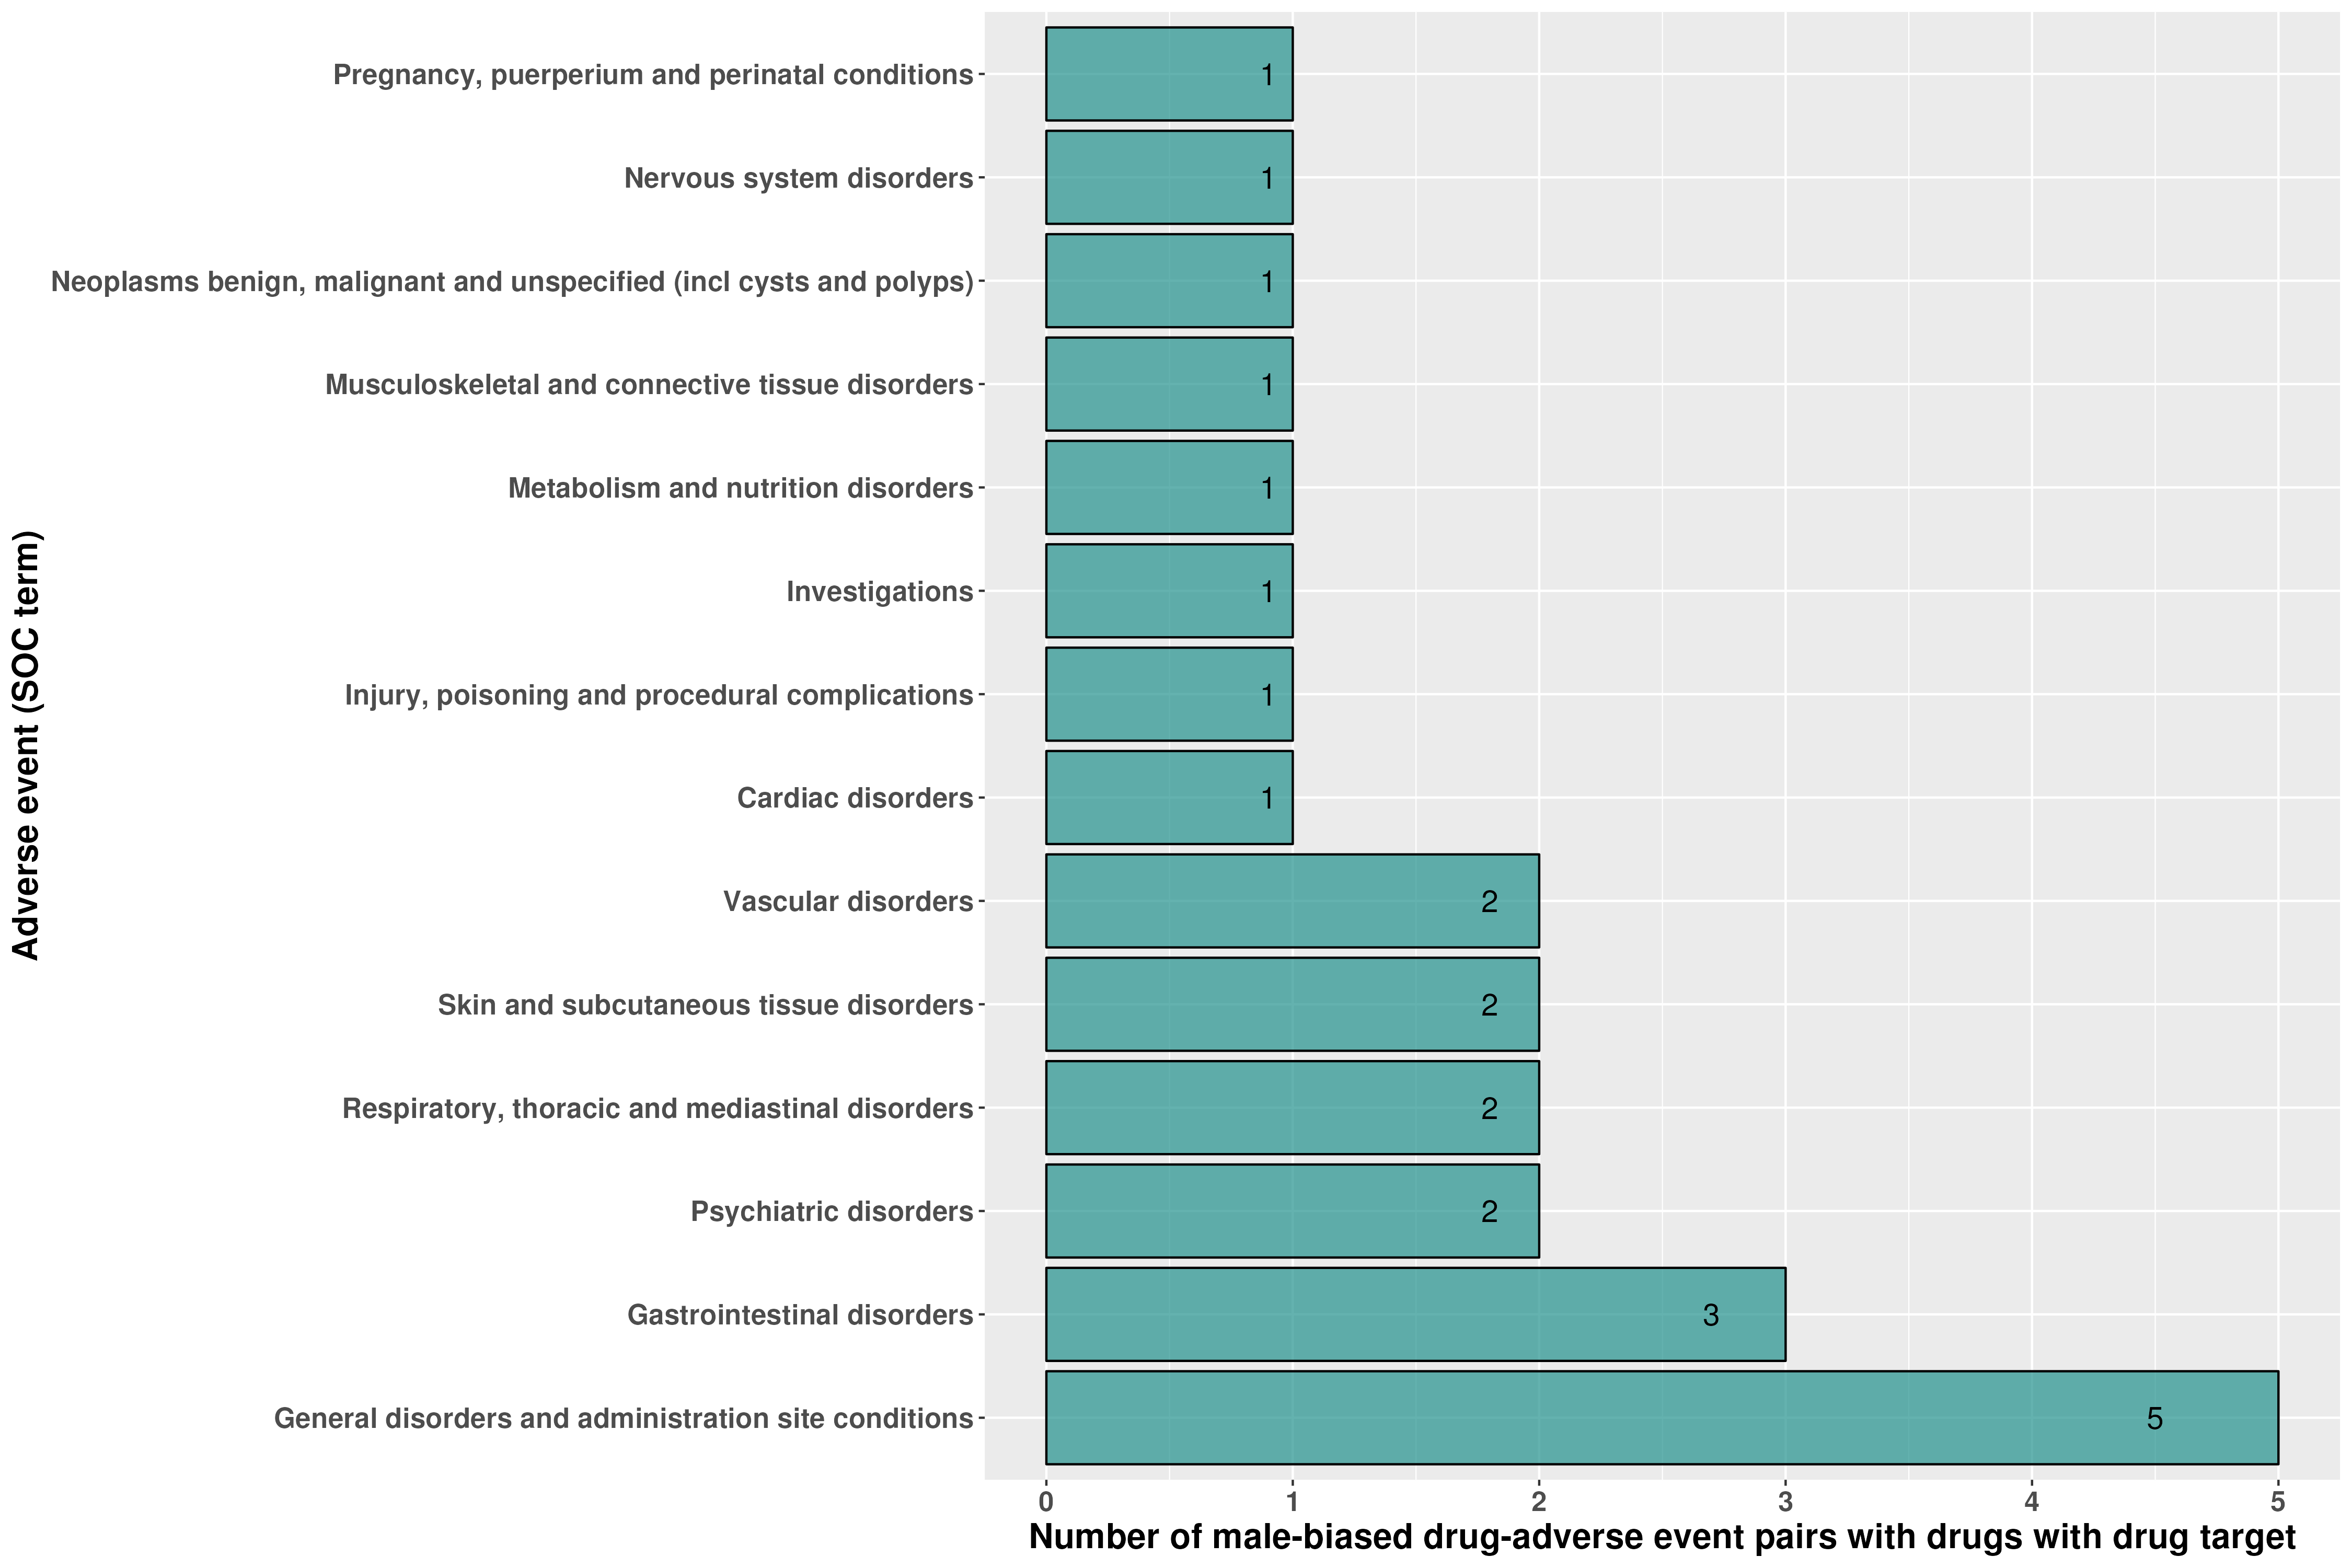 Adverse event (SOC term)
Pregnancy, puerperium and perinatal conditions 1
Nervous system disorders 1
Neoplasms benign, malignant and unspecified (incl cysts and polyps) 1
Musculoskeletal and connective tissue disorders 1
Metabolism and nutrition disorders 1
Investigations 1
Injury, poisoning and procedural complications 1
Cardiac disorders 1
Vascular disorders 2
Skin and subcutaneous tissue disorders 2
Respiratory, thoracic and mediastinal disorders 2
Psychiatric disorders 2
Gastrointestinal disorders 3
General disorders and administration site conditions 5
0 1 2 3 4 5
Number of male-biased drug-adverse event pairs with drugs with drug target